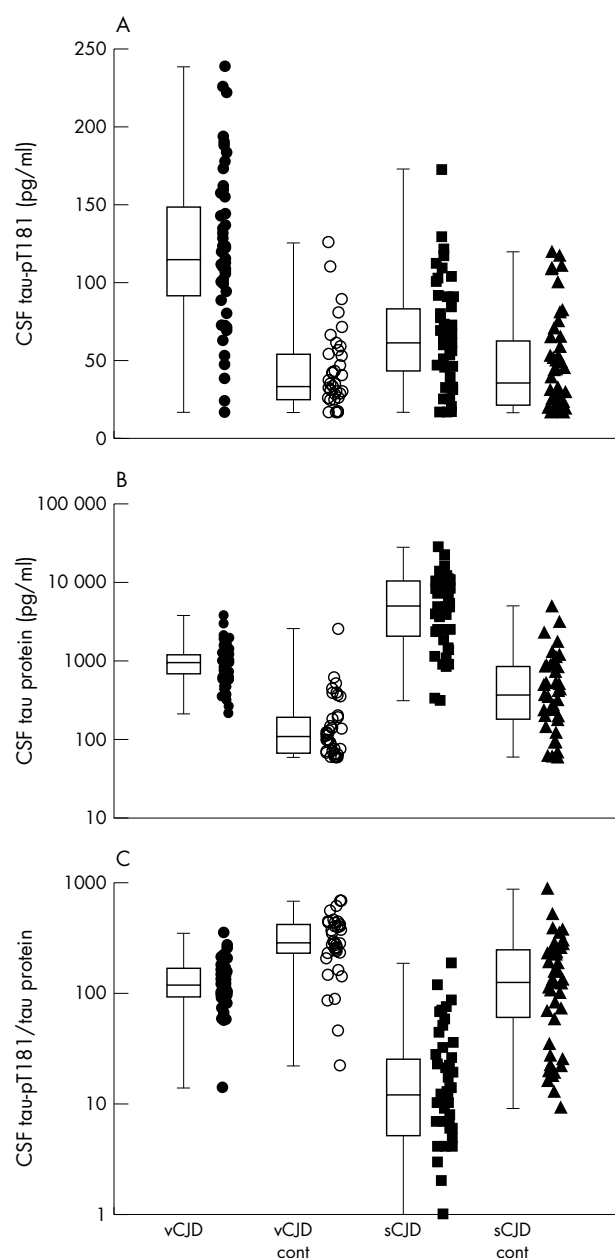 A
CSF tau-pT181 (pg/ml)
250
200
150
100
50
0
B
CSF tau protein (pg/ml)
100 000
10 000
1000
100
10
C
CSF tau-pT181/tau protein
1000
100
10
1
vCJD
vCJD
cont
sCJD
sCJD
cont